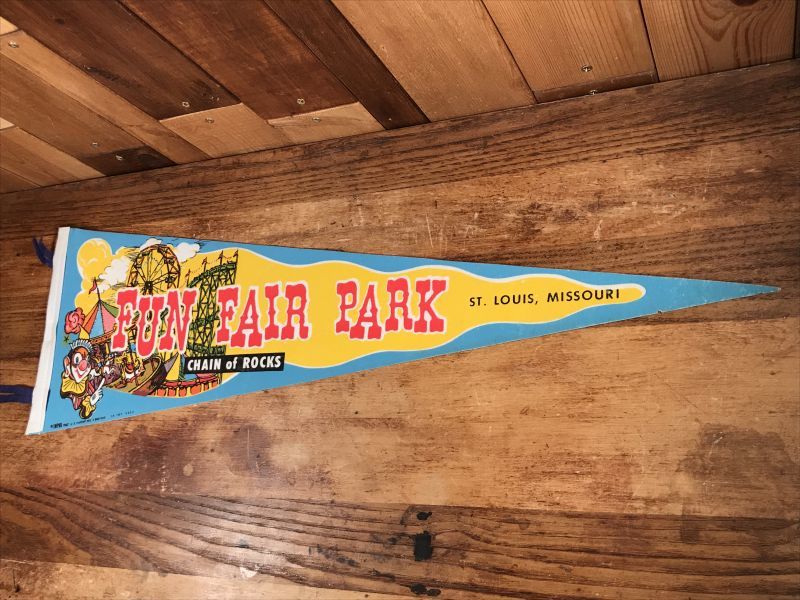 FUN FAIR PARK
CHAIN of ROCKS
ST. LOUIS, MISSOURI